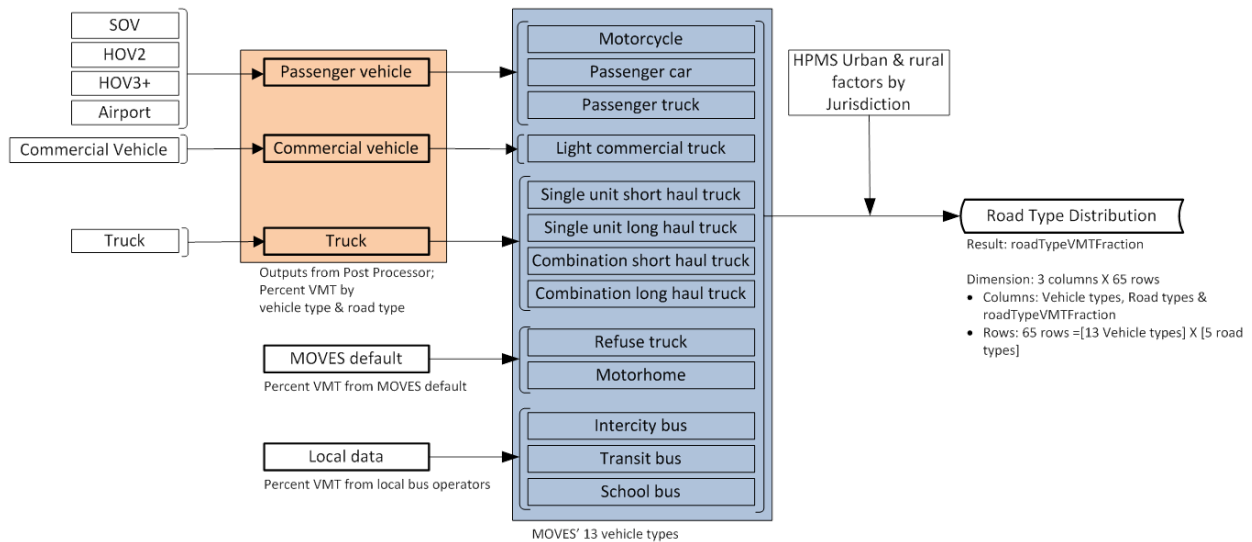 SOV
HOV2
HOV3+
Airport
Commercial Vehicle
Truck
Passenger vehicle
Commercial vehicle
Truck
Outputs from Post Processor;
Percent VMT by
vehicle type & road type
MOVES default
Percent VMT from MOVES default
Local data
Percent VMT from local bus operators
Motorcycle
Passenger car
Passenger truck
Light commercial truck
Single unit short haul truck
Single unit long haul truck
Combination short haul truck
Combination long haul truck
Refuse truck
Motorhome
Intercity bus
Transit bus
School bus
MOVES’ 13 vehicle types
HPMS Urban & rural
factors by
Jurisdiction
Road Type Distribution
Result: roadTypeVMTFraction
Dimension: 3 columns X 65 rows
• Columns: Vehicle types, Road types &
roadTypeVMTFraction
• Rows: 65 rows =[13 Vehicle types] X [5 road
types]